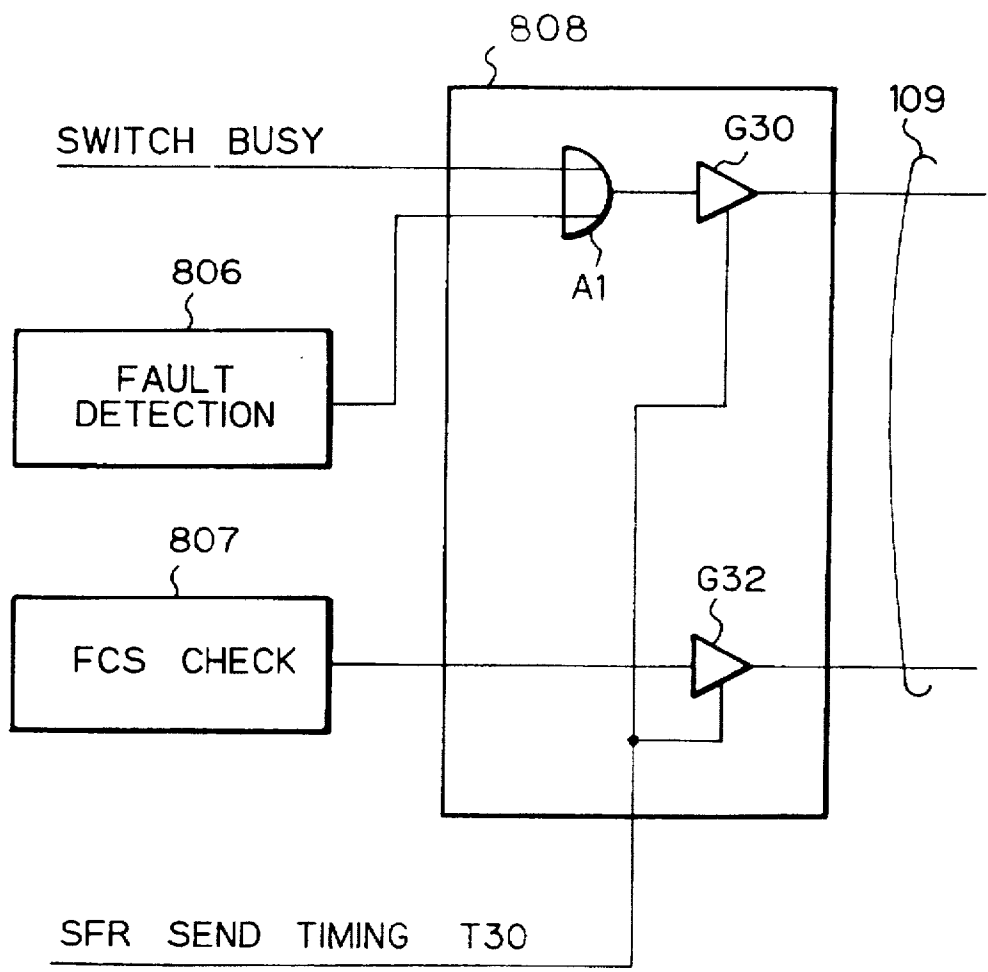 808
109
SWITCH BUSY
G30
A1
806
FAULT
DETECTION
807
G32
FCS CHECK
SFR SEND TIMING T30